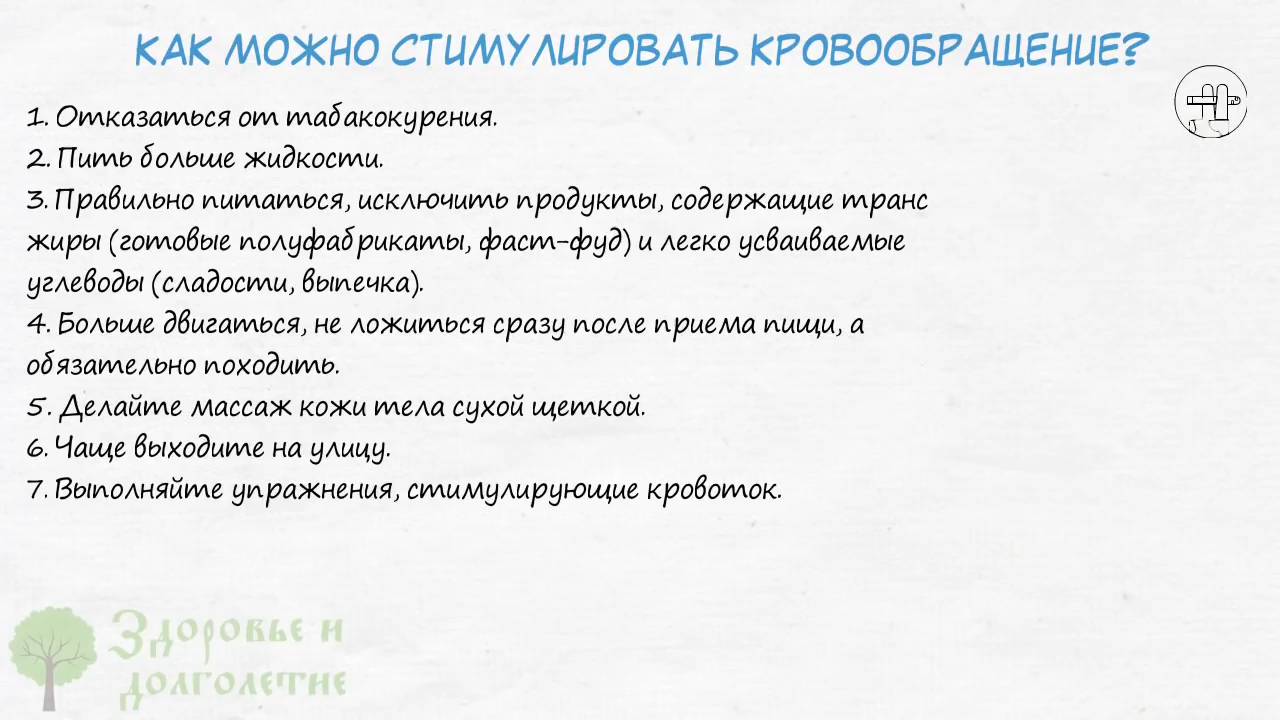 КАК МОЖНО СТИМУЛИРОВАТЬ КРОВООБРАЩЕНИЕ?
1. Отказаться от табакокурения.
2. Пить больше жидкости.
3. Правильно питаться, исключить продукты, содержащие транс
жиры (готовые полуфабрикаты, фаст-фуд) и легко усваиваемые
углеводы (сладости, выпечка).
4. Больше двигаться, не ложиться сразу после приема пищи, а
обязательно походить.
5. Делайте массаж кожи тела сухой щеткой.
6. Чаще выходите на улицу.
7. Выполняйте упражнения, стимулирующие кровоток.
Здоровье и
долголетие